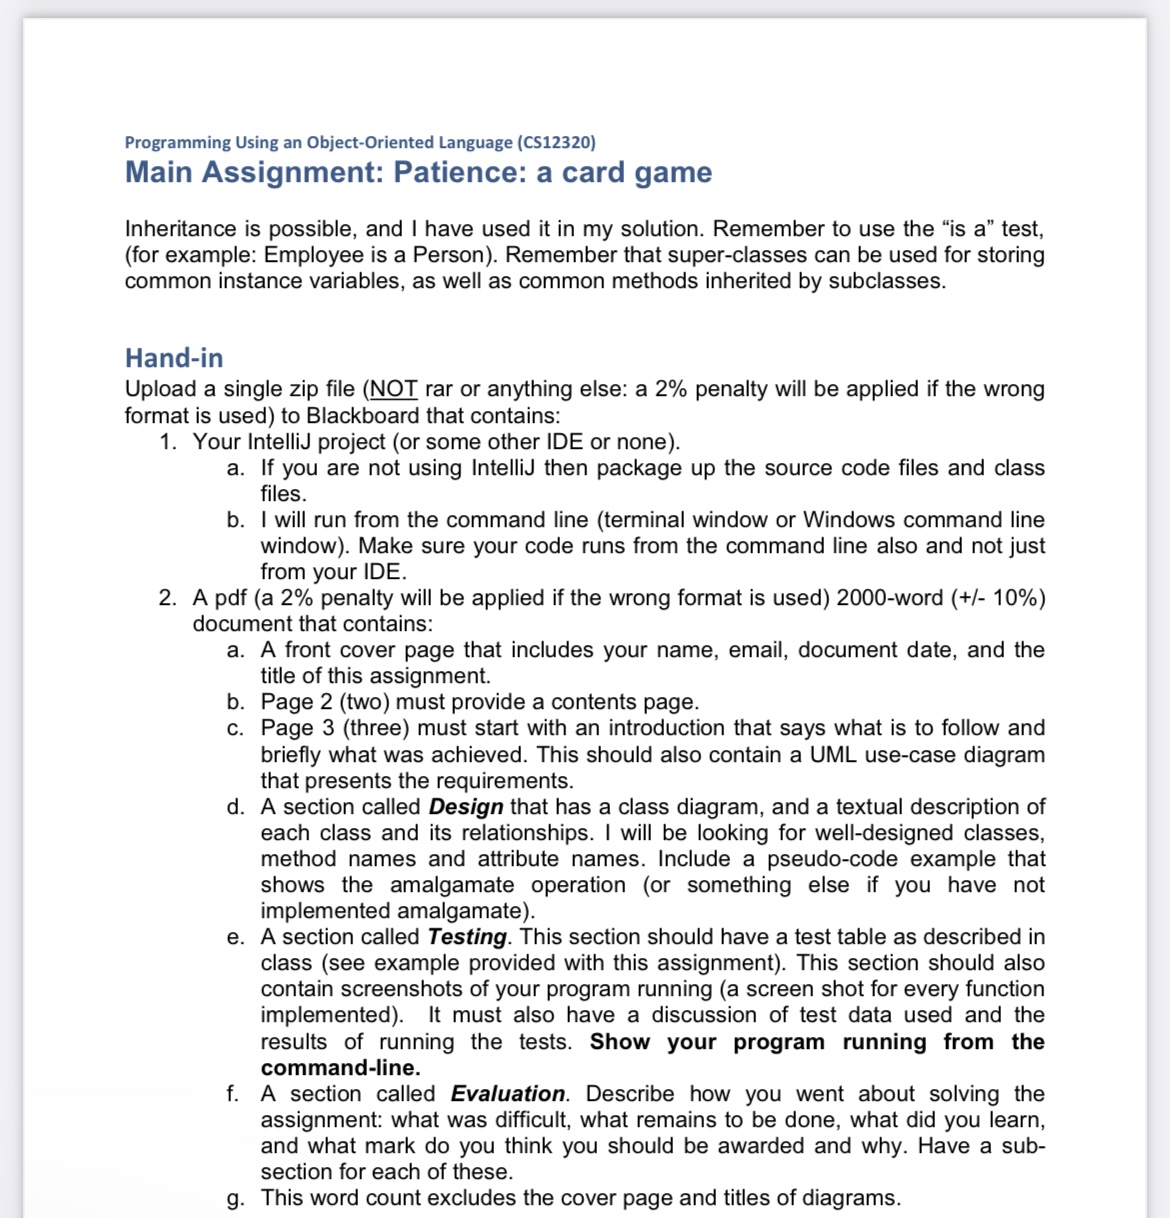 Programming Using an Object-Oriented Language (CS12320)
Main Assignment: Patience: a card game
Inheritance is possible, and I have used it in my solution. Remember to use the “is a” test,
(for example: Employee is a Person). Remember that super-classes can be used for storing
common instance variables, as well as common methods inherited by subclasses.
Hand-in
Upload a single zip file (NOT rar or anything else: a 2% penalty will be applied if the wrong
format is used) to Blackboard that contains:
1. Your IntelliJ project (or some other IDE or none).
a. If you are not using IntelliJ then package up the source code files and class
files.
b. I will run from the command line (terminal window or Windows command line
window). Make sure your code runs from the command line also and not just
from your IDE.
2. A pdf (a 2% penalty will be applied if the wrong format is used) 2000-word (+/- 10%)
document that contains:
a. A front cover page that includes your name, email, document date, and the
title of this assignment.
b. Page 2 (two) must provide a contents page.
c. Page 3 (three) must start with an introduction that says what is to follow and
briefly what was achieved. This should also contain a UML use-case diagram
that presents the requirements.
d. A section called Design that has a class diagram, and a textual description of
each class and its relationships. I will be looking for well-designed classes,
method names and attribute names. Include a pseudo-code example that
shows the amalgamate operation (or something else if you have not
implemented amalgamate).
e. A section called Testing. This section should have a test table as described in
class (see example provided with this assignment). This section should also
contain screenshots of your program running (a screen shot for every function
implemented). It must also have a discussion of test data used and the
results of running the tests. Show your program running from the
command-line.
f. A section called Evaluation. Describe how you went about solving the
assignment: what was difficult, what remains to be done, what did you learn,
and what mark do you think you should be awarded and why. Have a sub-
section for each of these.
g. This word count excludes the cover page and titles of diagrams.